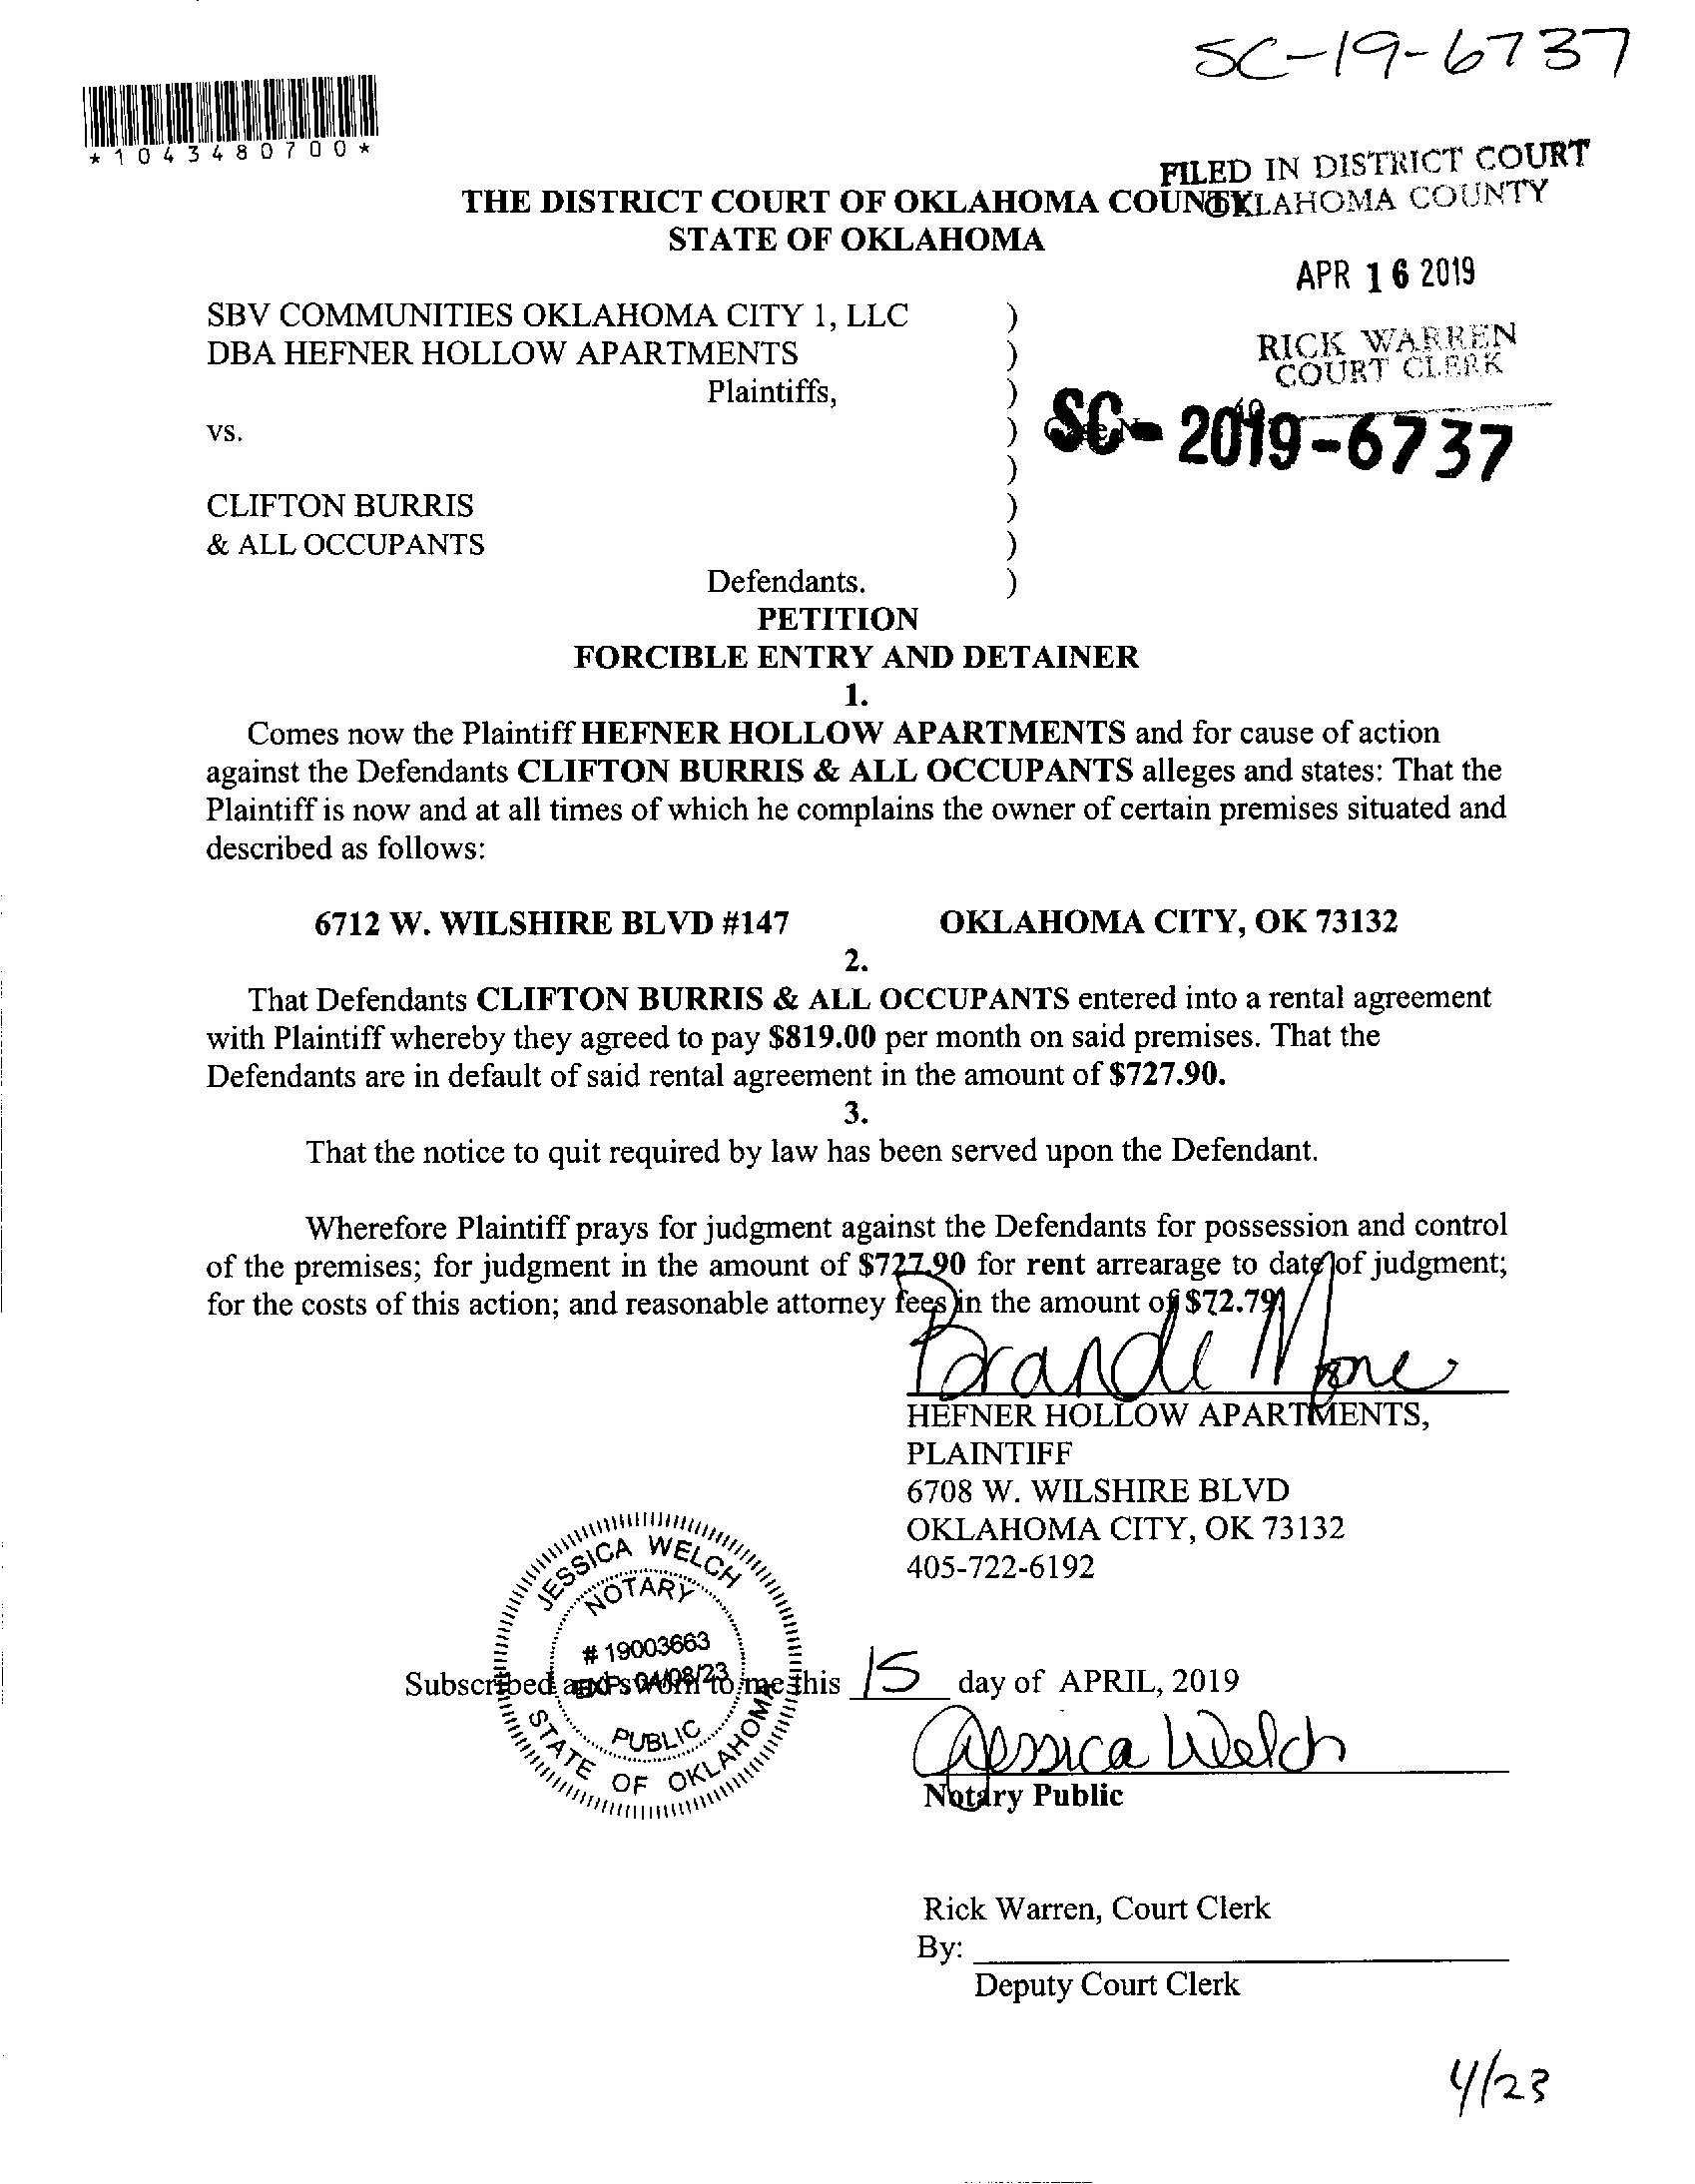 SC-19-6737
*1043480700*
FILED IN DISTRICT COURT
OKLAHOMA COUNTY
THE DISTRICT COURT OF OKLAHOMA COUNTY
STATE OF OKLAHOMA
APR 16 2019
SBV COMMUNITIES OKLAHOMA CITY 1, LLC )
DBA HEFNER HOLLOW APARTMENTS )
RICK WARREN
COURT CLERK
Plaintiffs, )
vs. ) SC-2019-6737
)
CLIFTON BURRIS )
& ALL OCCUPANTS )
Defendants. )
PETITION
FORCIBLE ENTRY AND DETAINER
1.
Comes now the Plaintiff HEFNER HOLLOW APARTMENTS and for cause of action
against the Defendants CLIFTON BURRIS & ALL OCCUPANTS alleges and states: That the
Plaintiff is now and at all times of which he complains the owner of certain premises situated and
described as follows:
6712 W. WILSHIRE BLVD #147 OKLAHOMA CITY, OK 73132
2.
That Defendants CLIFTON BURRIS & ALL OCCUPANTS entered into a rental agreement
with Plaintiff whereby they agreed to pay $819.00 per month on said premises. That the
Defendants are in default of said rental agreement in the amount of $727.90.
3.
That the notice to quit required by law has been served upon the Defendant.
Wherefore Plaintiff prays for judgment against the Defendants for possession and control
of the premises; for judgment in the amount of $727.90 for rent arrearage to date of judgment;
for the costs of this action; and reasonable attorney fees in the amount of $72.79.
Brandi
HEFNER HOLLOW APARTMENTS,
PLAINTIFF
6708 W. WILSHIRE BLVD
OKLAHOMA CITY, OK 73132
405-722-6192
JESSICA WELCH
NOTARY
# 19003663
EXP. 04/08/23
PUBLIC
STATE OF OKLAHOMA
Subscribed and sworn to me this 15 day of APRIL, 2019
Jessica Welch
Notary Public
Rick Warren, Court Clerk
By:
Deputy Court Clerk
4/23